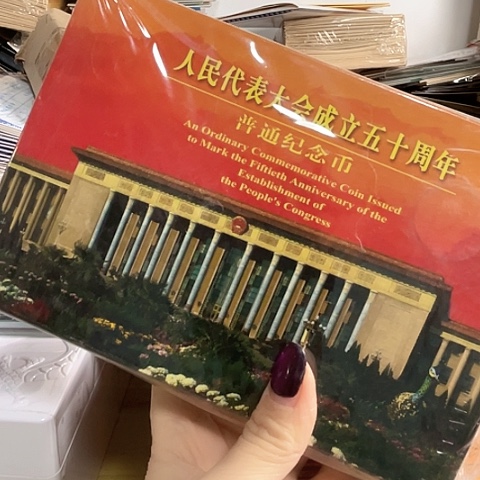 人民代表大会成立五十周年
普通纪念币
An Ordinary Commemorative Coin Issued
to Mark the Fiftieth Anniversary of the
Establishment of
the People's Congress